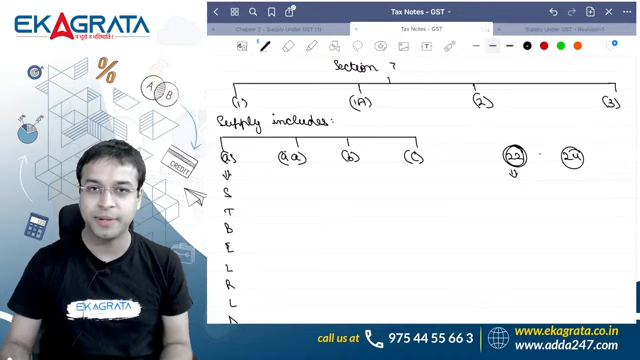 EKAGRATA
Tax Notes - GST
Chapter 2 - Supply Under GST (1)
Tax Notes - GST
Supply Under GST - Revision-1
Section 7
(1) (1A) (2) (3)
Supply includes:
(a) (aa) (b) (c) 22 24
S
T
B
E
L
R
L
D
A
B
CREDIT
EKAGRATA
call us at 975 44 55 66 3
www.ekagrata.co.in
www.adda247.com